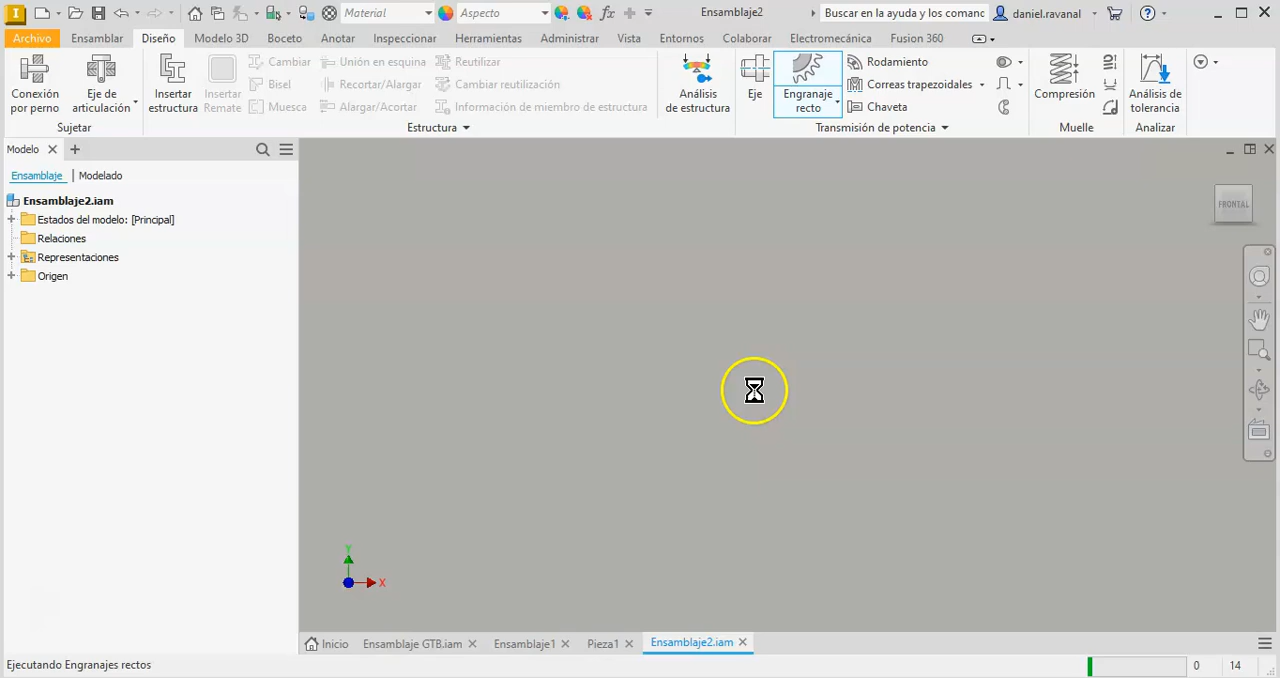 Material
Aspecto
Ensamblaje2
Buscar en la ayuda y los comanc
daniel.ravanal
Archivo
Ensamblar
Diseño
Modelo 3D
Boceto
Anotar
Inspeccionar
Herramientas
Administrar
Vista
Entornos
Colaborar
Electromecánica
Fusion 360
Conexión
por perno
Eje de
articulación
Sujetar
Insertar
estructura
Insertar
Remate
Cambiar
Bisel
Muesca
Unión en esquina
Recortar/Alargar
Alargar/Acortar
Reutilizar
Cambiar reutilización
Información de miembro de estructura
Estructura
Análisis
de estructura
Eje
Engranaje
recto
Rodamiento
Correas trapezoidales
Chaveta
Transmisión de potencia
Compresión
Muelle
Análisis de
tolerancia
Analizar
Modelo
Ensamblaje
Modelado
Ensamblaje2.iam
Estados del modelo: [Principal]
Relaciones
Representaciones
Origen
FRONTAL
Y
X
Inicio
Ensamblaje GTB.iam
Ensamblaje1
Pieza1
Ensamblaje2.iam
Ejecutando Engranajes rectos
0
14